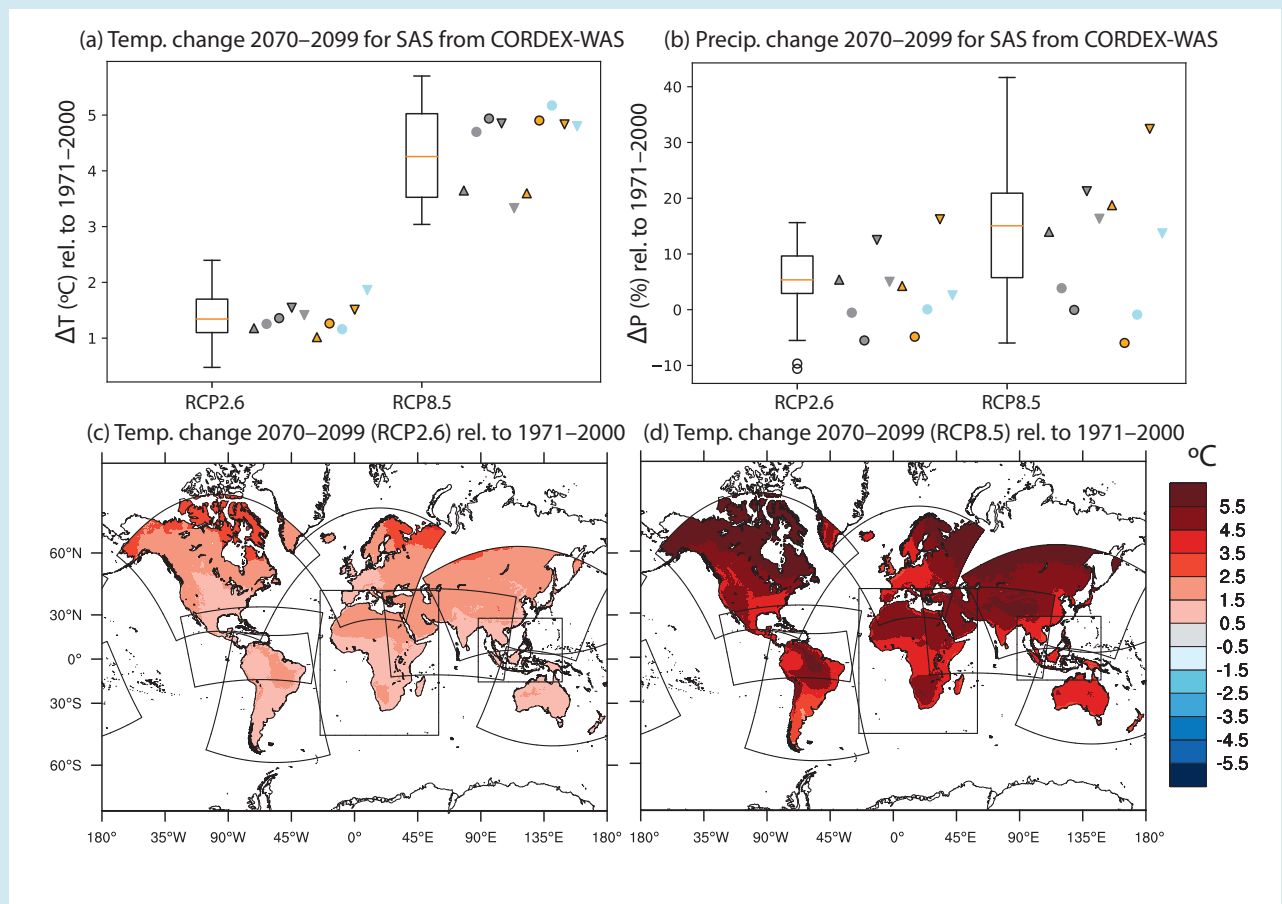 (a) Temp. change 2070–2099 for SAS from CORDEX-WAS
(b) Precip. change 2070–2099 for SAS from CORDEX-WAS
ΔT (ºC) rel. to 1971–2000
5
4
3
2
1
RCP2.6
RCP8.5
ΔP (%) rel. to 1971–2000
40
30
20
10
0
−10
RCP2.6
RCP8.5
(c) Temp. change 2070–2099 (RCP2.6) rel. to 1971–2000
(d) Temp. change 2070–2099 (RCP8.5) rel. to 1971–2000
60°N
30°N
0°
30°S
60°S
180°
35°W
90°W
45°W
0°
45°E
90°E
135°E
180°
180°
35°W
90°W
45°W
0°
45°E
90°E
135°E
180°
ºC
5.5
4.5
3.5
2.5
1.5
0.5
-0.5
-1.5
-2.5
-3.5
-4.5
-5.5